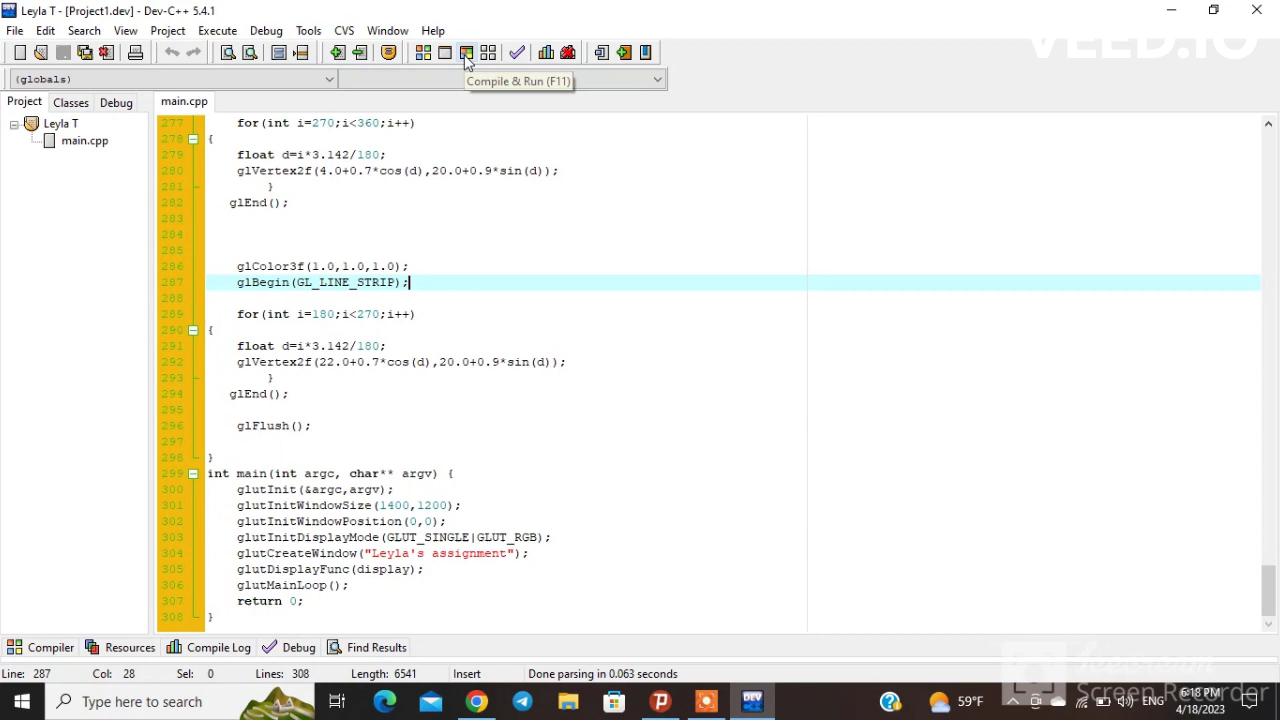 Leyla T - [Project1.dev] - Dev-C++ 5.4.1
VEED.IO
File Edit Search View Project Execute Debug Tools CVS Window Help
(globals)
Compile & Run (F11)
Project Classes Debug
main.cpp
Leyla T
main.cpp
277 for(int i=270;i<360;i++)
278 {
279 float d=i*3.142/180;
280 glVertex2f(4.0+0.7*cos(d),20.0+0.9*sin(d));
281 }
282 glEnd();
283
284
285
286 glColor3f(1.0,1.0,1.0);
287 glBegin(GL_LINE_STRIP);
288
289 for(int i=180;i<270;i++)
290 {
291 float d=i*3.142/180;
292 glVertex2f(22.0+0.7*cos(d),20.0+0.9*sin(d));
293 }
294 glEnd();
295
296 glFlush();
297
298 }
299 int main(int argc, char** argv) {
300 glutInit(&argc,argv);
301 glutInitWindowSize(1400,1200);
302 glutInitWindowPosition(0,0);
303 glutInitDisplayMode(GLUT_SINGLE|GLUT_RGB);
304 glutCreateWindow("Leyla's assignment");
305 glutDisplayFunc(display);
306 glutMainLoop();
307 return 0;
308 }
Compiler Resources Compile Log Debug Find Results
Line: 287 Col: 28 Sel: 0 Lines: 308 Length: 6541 Insert Done parsing in 0.063 seconds
Screen Recorder
Type here to search
DEV
59°F
ENG
6:18 PM
4/18/2023